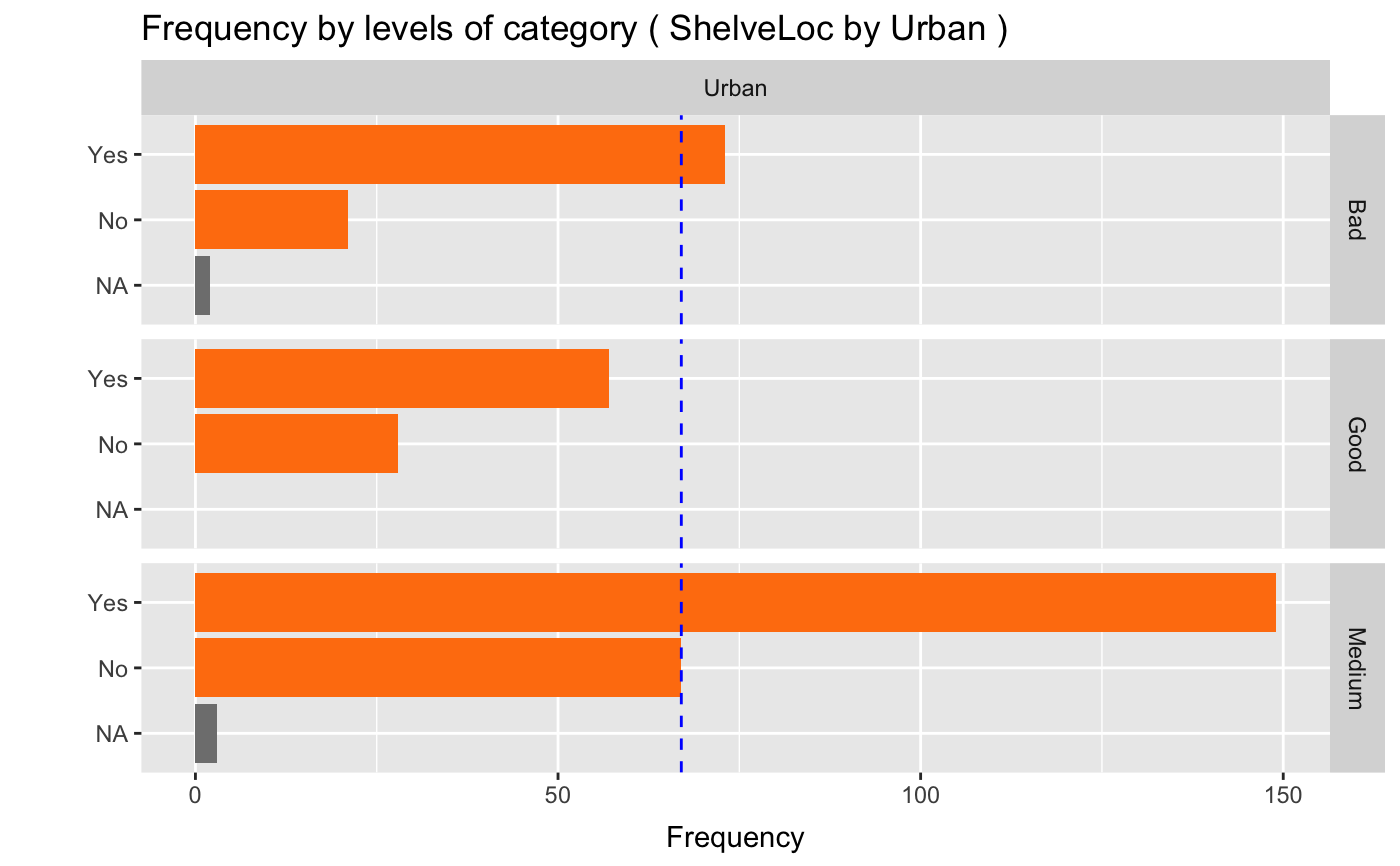 Frequency by levels of category ( ShelveLoc by Urban )
Urban
Yes
No
NA
Bad
Yes
No
NA
Good
Yes
No
NA
Medium
0 50 100 150
Frequency